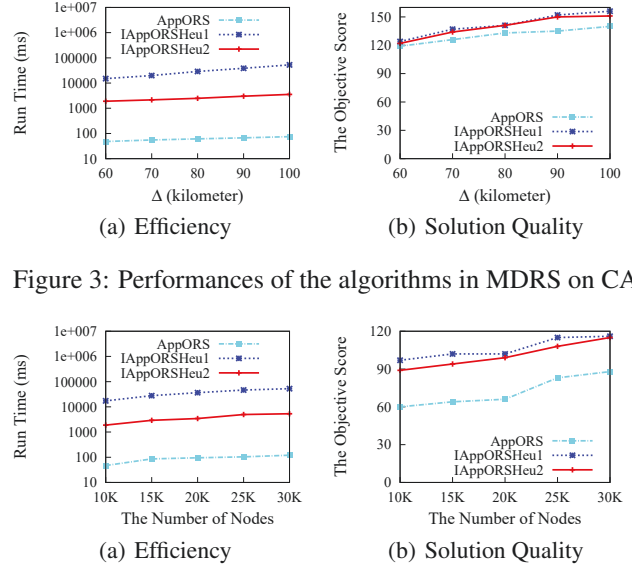 1e+007
1e+006
100000
10000
1000
100
10
Run Time (ms)
AppORS
IAppORSHeu1
IAppORSHeu2
60 70 80 90 100
Δ (kilometer)
(a) Efficiency
150
120
90
60
30
0
The Objective Score
AppORS
IAppORSHeu1
IAppORSHeu2
60 70 80 90 100
Δ (kilometer)
(b) Solution Quality
Figure 3: Performances of the algorithms in MDRS on CA
1e+007
1e+006
100000
10000
1000
100
10
Run Time (ms)
AppORS
IAppORSHeu1
IAppORSHeu2
10K 15K 20K 25K 30K
The Number of Nodes
(a) Efficiency
120
90
60
30
0
The Objective Score
AppORS
IAppORSHeu1
IAppORSHeu2
10K 15K 20K 25K 30K
The Number of Nodes
(b) Solution Quality